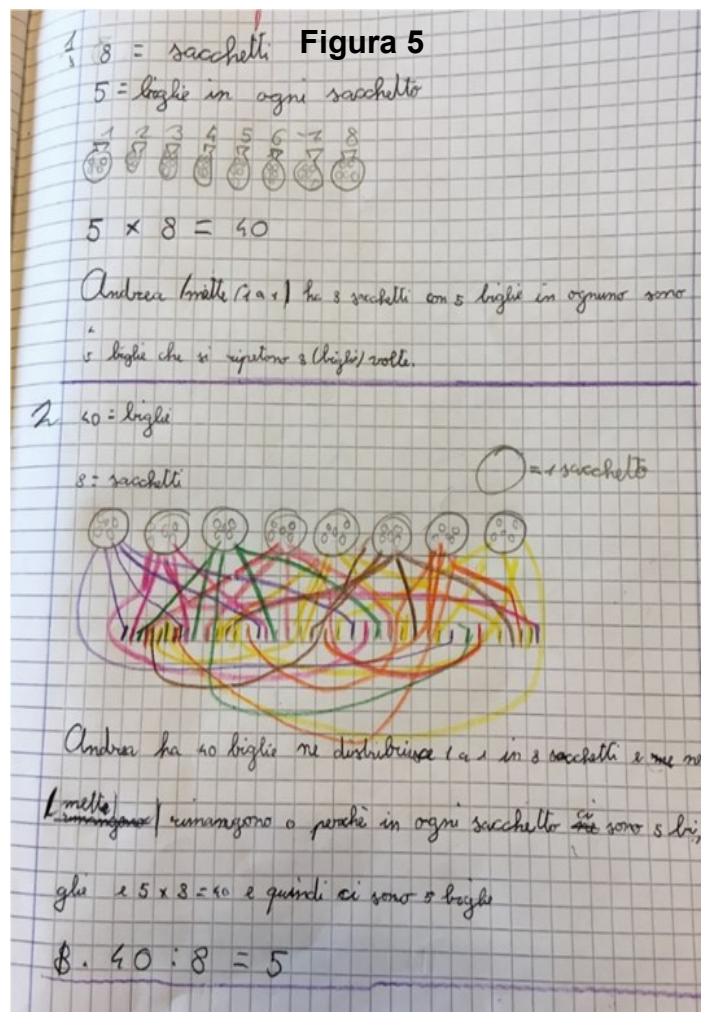 Figura 5
1 8 = sacchetti
5 = biglie in ogni sacchetto
1 2 3 4 5 6 7 8
5 × 8 = 40
Andrea (mette (1 a 1) ha 8 sacchetti con 5 biglie in ognuno sono
5 biglie che si ripetono 8 (biglie) volte.
2 40 = biglie
= 1 sacchetto
8 = sacchetti
Andrea ha 40 biglie ne distribuisce 1 a 1 in 8 sacchetti e ne
(mette)
rimangono 0 perchè in ogni sacchetto ci sono 5 bi,
glie e 5 x 8 = 40 e quindi ci sono 5 biglie
40 : 8 = 5